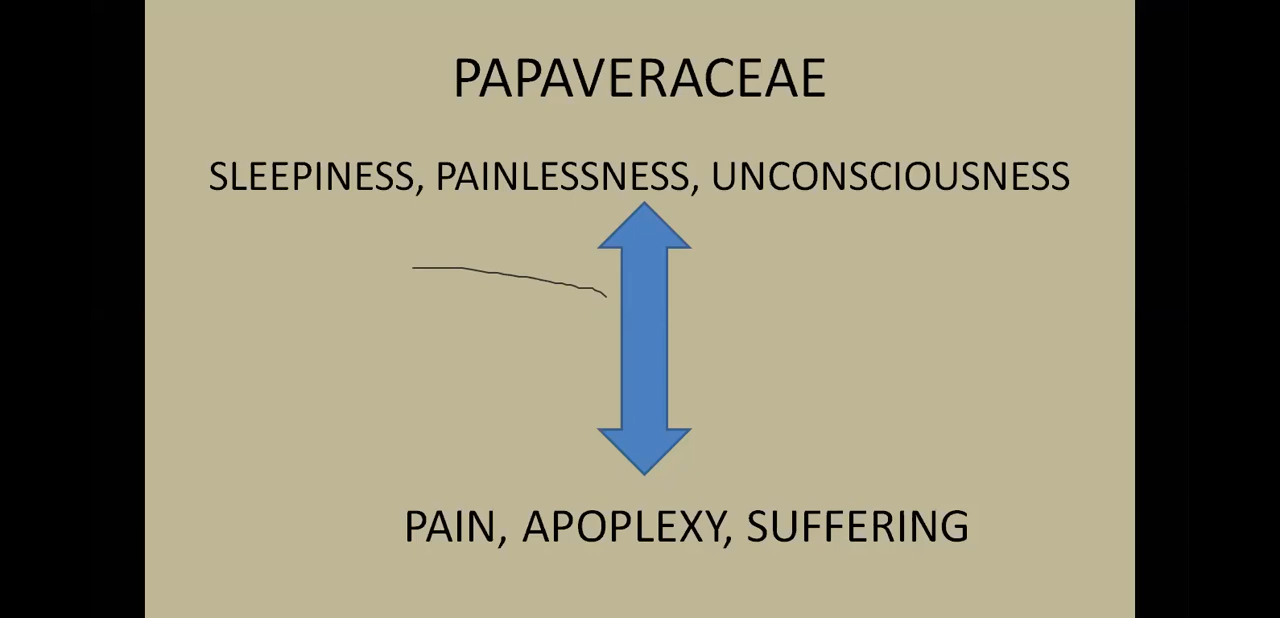 PAPAVERACEAE
SLEEPINESS, PAINLESSNESS, UNCONSCIOUSNESS
PAIN, APOPLEXY, SUFFERING